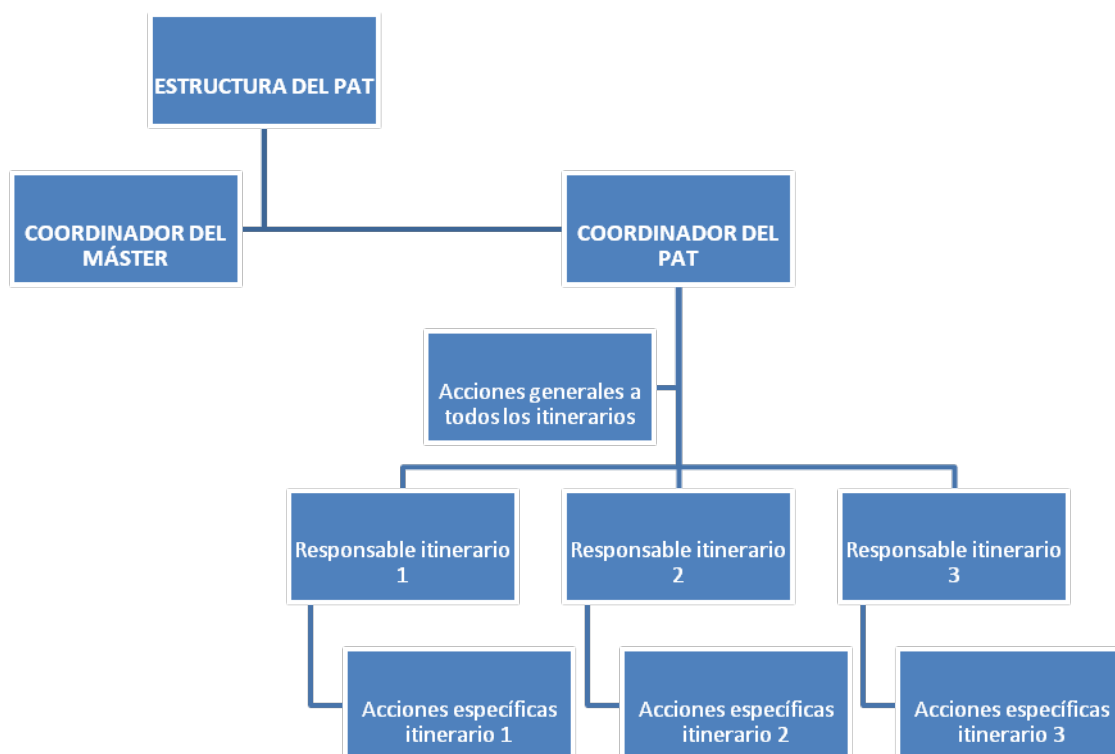 ESTRUCTURA DEL PAT
COORDINADOR DEL
MÁSTER
COORDINADOR DEL
PAT
Acciones generales a
todos los itinerarios
Responsable itinerario
1
Responsable itinerario
2
Responsable itinerario
3
Acciones específicas
itinerario 1
Acciones específicas
itinerario 2
Acciones específicas
itinerario 3